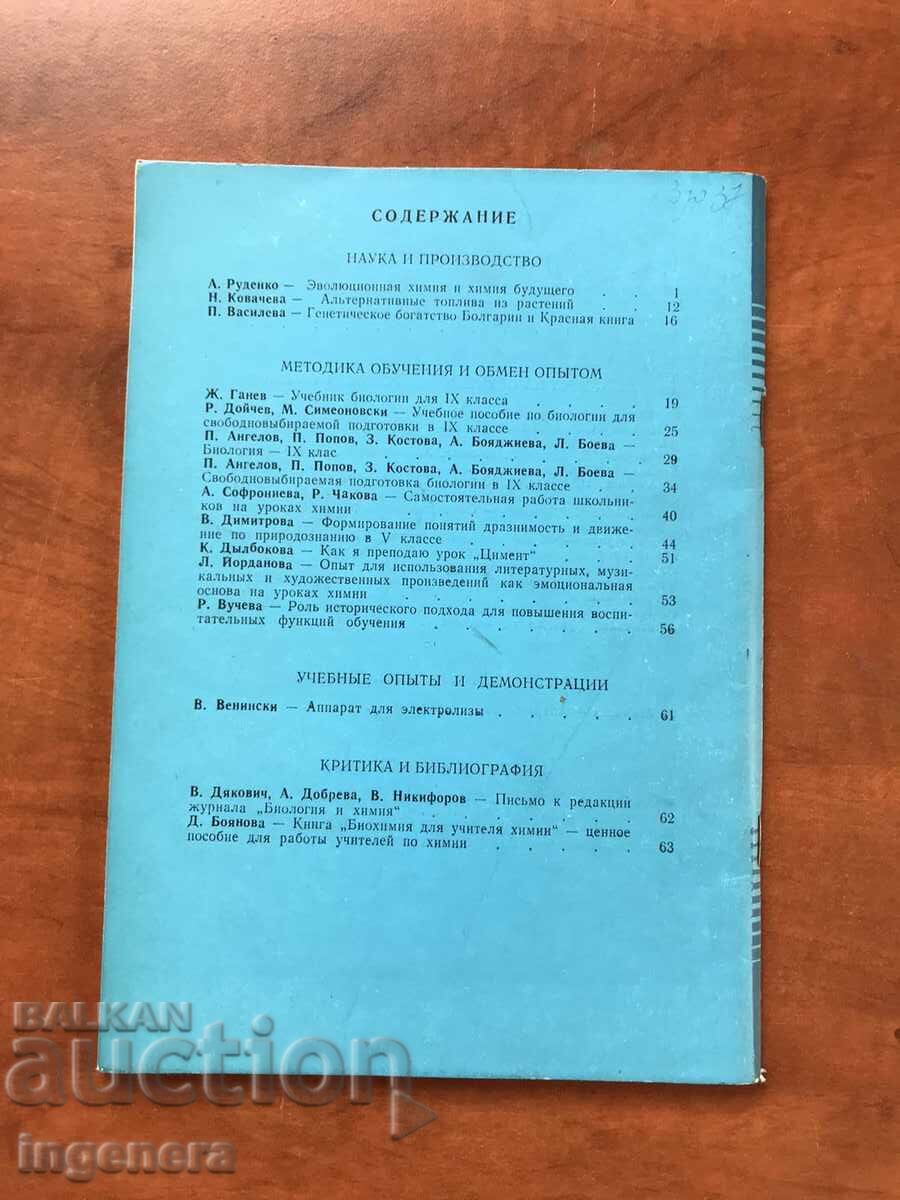 СОДЕРЖАНИЕ
НАУКА И ПРОИЗВОДСТВО
А. Руденко — Эволюционная химия и химия будущего . . 1
Н. Ковачева — Альтернативные топлива из растений . . 12
П. Василева — Генетическое богатство Болгарии и Красная книга 16
МЕТОДИКА ОБУЧЕНИЯ И ОБМЕН ОПЫТОМ
Ж. Ганев — Учебник биологии для IX класса . . . . 19
Р. Дойчев, М. Симеоновски — Учебное пособие по биологии для
свободновыбираемой подготовки в IX классе . . . . 25
П. Ангелов, П. Попов, З. Костова, А. Бояджиева, Л. Боева —
Биология — IX клас . . . . . . . . 29
П. Ангелов, П. Попов, З. Костова, А. Бояджиева, Л. Боева —
Свободновыбираемая подготовка биологии в IX классе . . 34
А. Софрониева, Р. Чакова — Самостоятельная работа школьни-
ков на уроках химии . . . . . . . 40
В. Димитрова — Формирование понятий дразнимость и движе-
ние по природознанию в V классе . . . . . . 44
К. Дылбокова — Как я преподаю урок „Цимент“ . . . 51
Л. Йорданова — Опыт для использования литературных, музи-
кальных и художественных произведений как эмоциональная
основа на уроках химии . . . . . . . 53
Р. Вучева — Роль исторического подхода для повышения воспи-
тательных функций обучения . . . . . . 56
УЧЕБНЫЕ ОПЫТЫ И ДЕМОНСТРАЦИИ
В. Венински — Аппарат для электролизы . . . . . 61
КРИТИКА И БИБЛИОГРАФИЯ
В. Дякович, А. Добрева, В. Никифоров — Письмо к редакции
журнала „Биология и химия“ . . . . . . 62
Д. Боянова — Книга „Биохимия для учителя химии“ — ценное
пособие для работы учителей по химии . . . . . 63
BALKAN
auction
ingenera